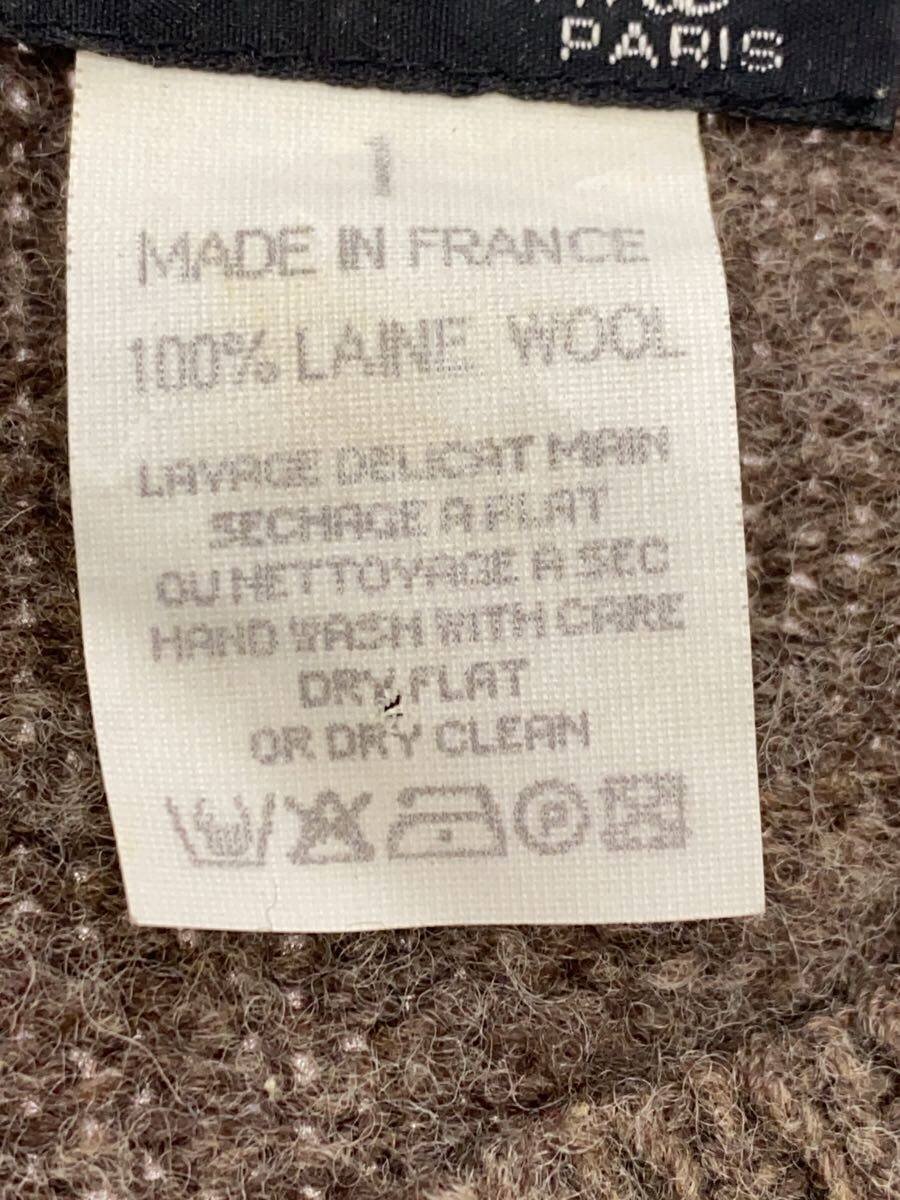 PARIS
1
MADE IN FRANCE
100% LAINE WOOL
LAVAGE DELICAT MAIN
SECHAGE A PLAT
OU NETTOYAGE A SEC
HAND WASH WITH CARE
DRY FLAT
OR DRY CLEAN
P